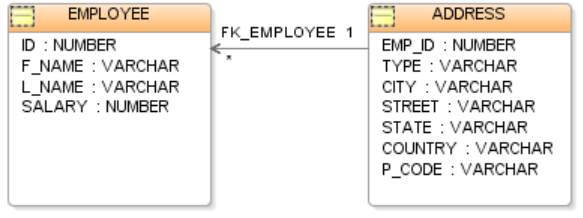 EMPLOYEE
ID : NUMBER
F_NAME : VARCHAR
L_NAME : VARCHAR
SALARY : NUMBER
FK_EMPLOYEE 1
*
ADDRESS
EMP_ID : NUMBER
TYPE : VARCHAR
CITY : VARCHAR
STREET : VARCHAR
STATE : VARCHAR
COUNTRY : VARCHAR
P_CODE : VARCHAR